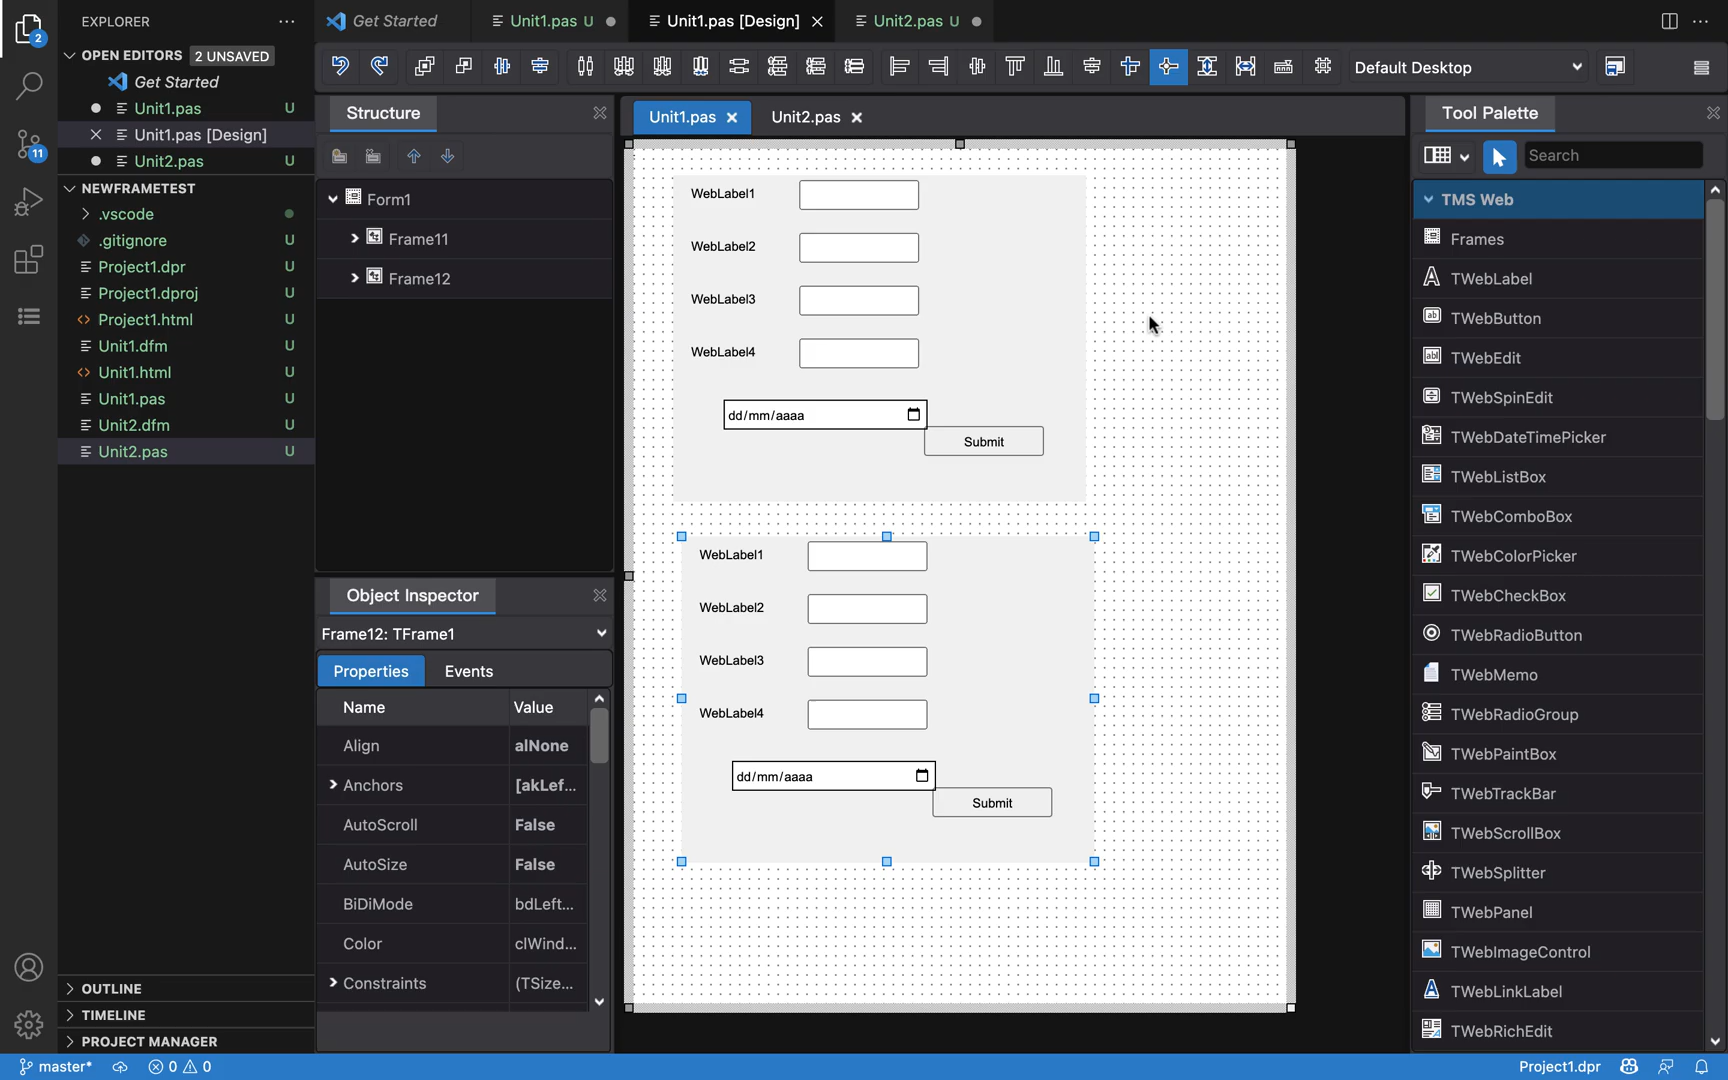 EXPLORER
Get Started
Unit1.pas U
Unit1.pas [Design]
Unit2.pas U
OPEN EDITORS 2 UNSAVED
Get Started
Unit1.pas U
Unit1.pas [Design]
Unit2.pas U
NEWFRAMETEST
.vscode
.gitignore U
Project1.dpr U
Project1.dproj U
Project1.html U
Unit1.dfm U
Unit1.html U
Unit1.pas U
Unit2.dfm U
Unit2.pas U
OUTLINE
TIMELINE
PROJECT MANAGER
2
11
Default Desktop
Structure
Form1
Frame11
Frame12
Object Inspector
Frame12: TFrame1
Properties Events
Name Value
Align alNone
Anchors [akLef...
AutoScroll False
AutoSize False
BiDiMode bdLeft...
Color clWind...
Constraints (TSize...
Unit1.pas Unit2.pas
WebLabel1
WebLabel2
WebLabel3
WebLabel4
dd/mm/aaaa
Submit
WebLabel1
WebLabel2
WebLabel3
WebLabel4
dd/mm/aaaa
Submit
Tool Palette
Search
TMS Web
Frames
TWebLabel
TWebButton
TWebEdit
TWebSpinEdit
TWebDateTimePicker
TWebListBox
TWebComboBox
TWebColorPicker
TWebCheckBox
TWebRadioButton
TWebMemo
TWebRadioGroup
TWebPaintBox
TWebTrackBar
TWebScrollBox
TWebSplitter
TWebPanel
TWebImageControl
TWebLinkLabel
TWebRichEdit
master* 0 0
Project1.dpr